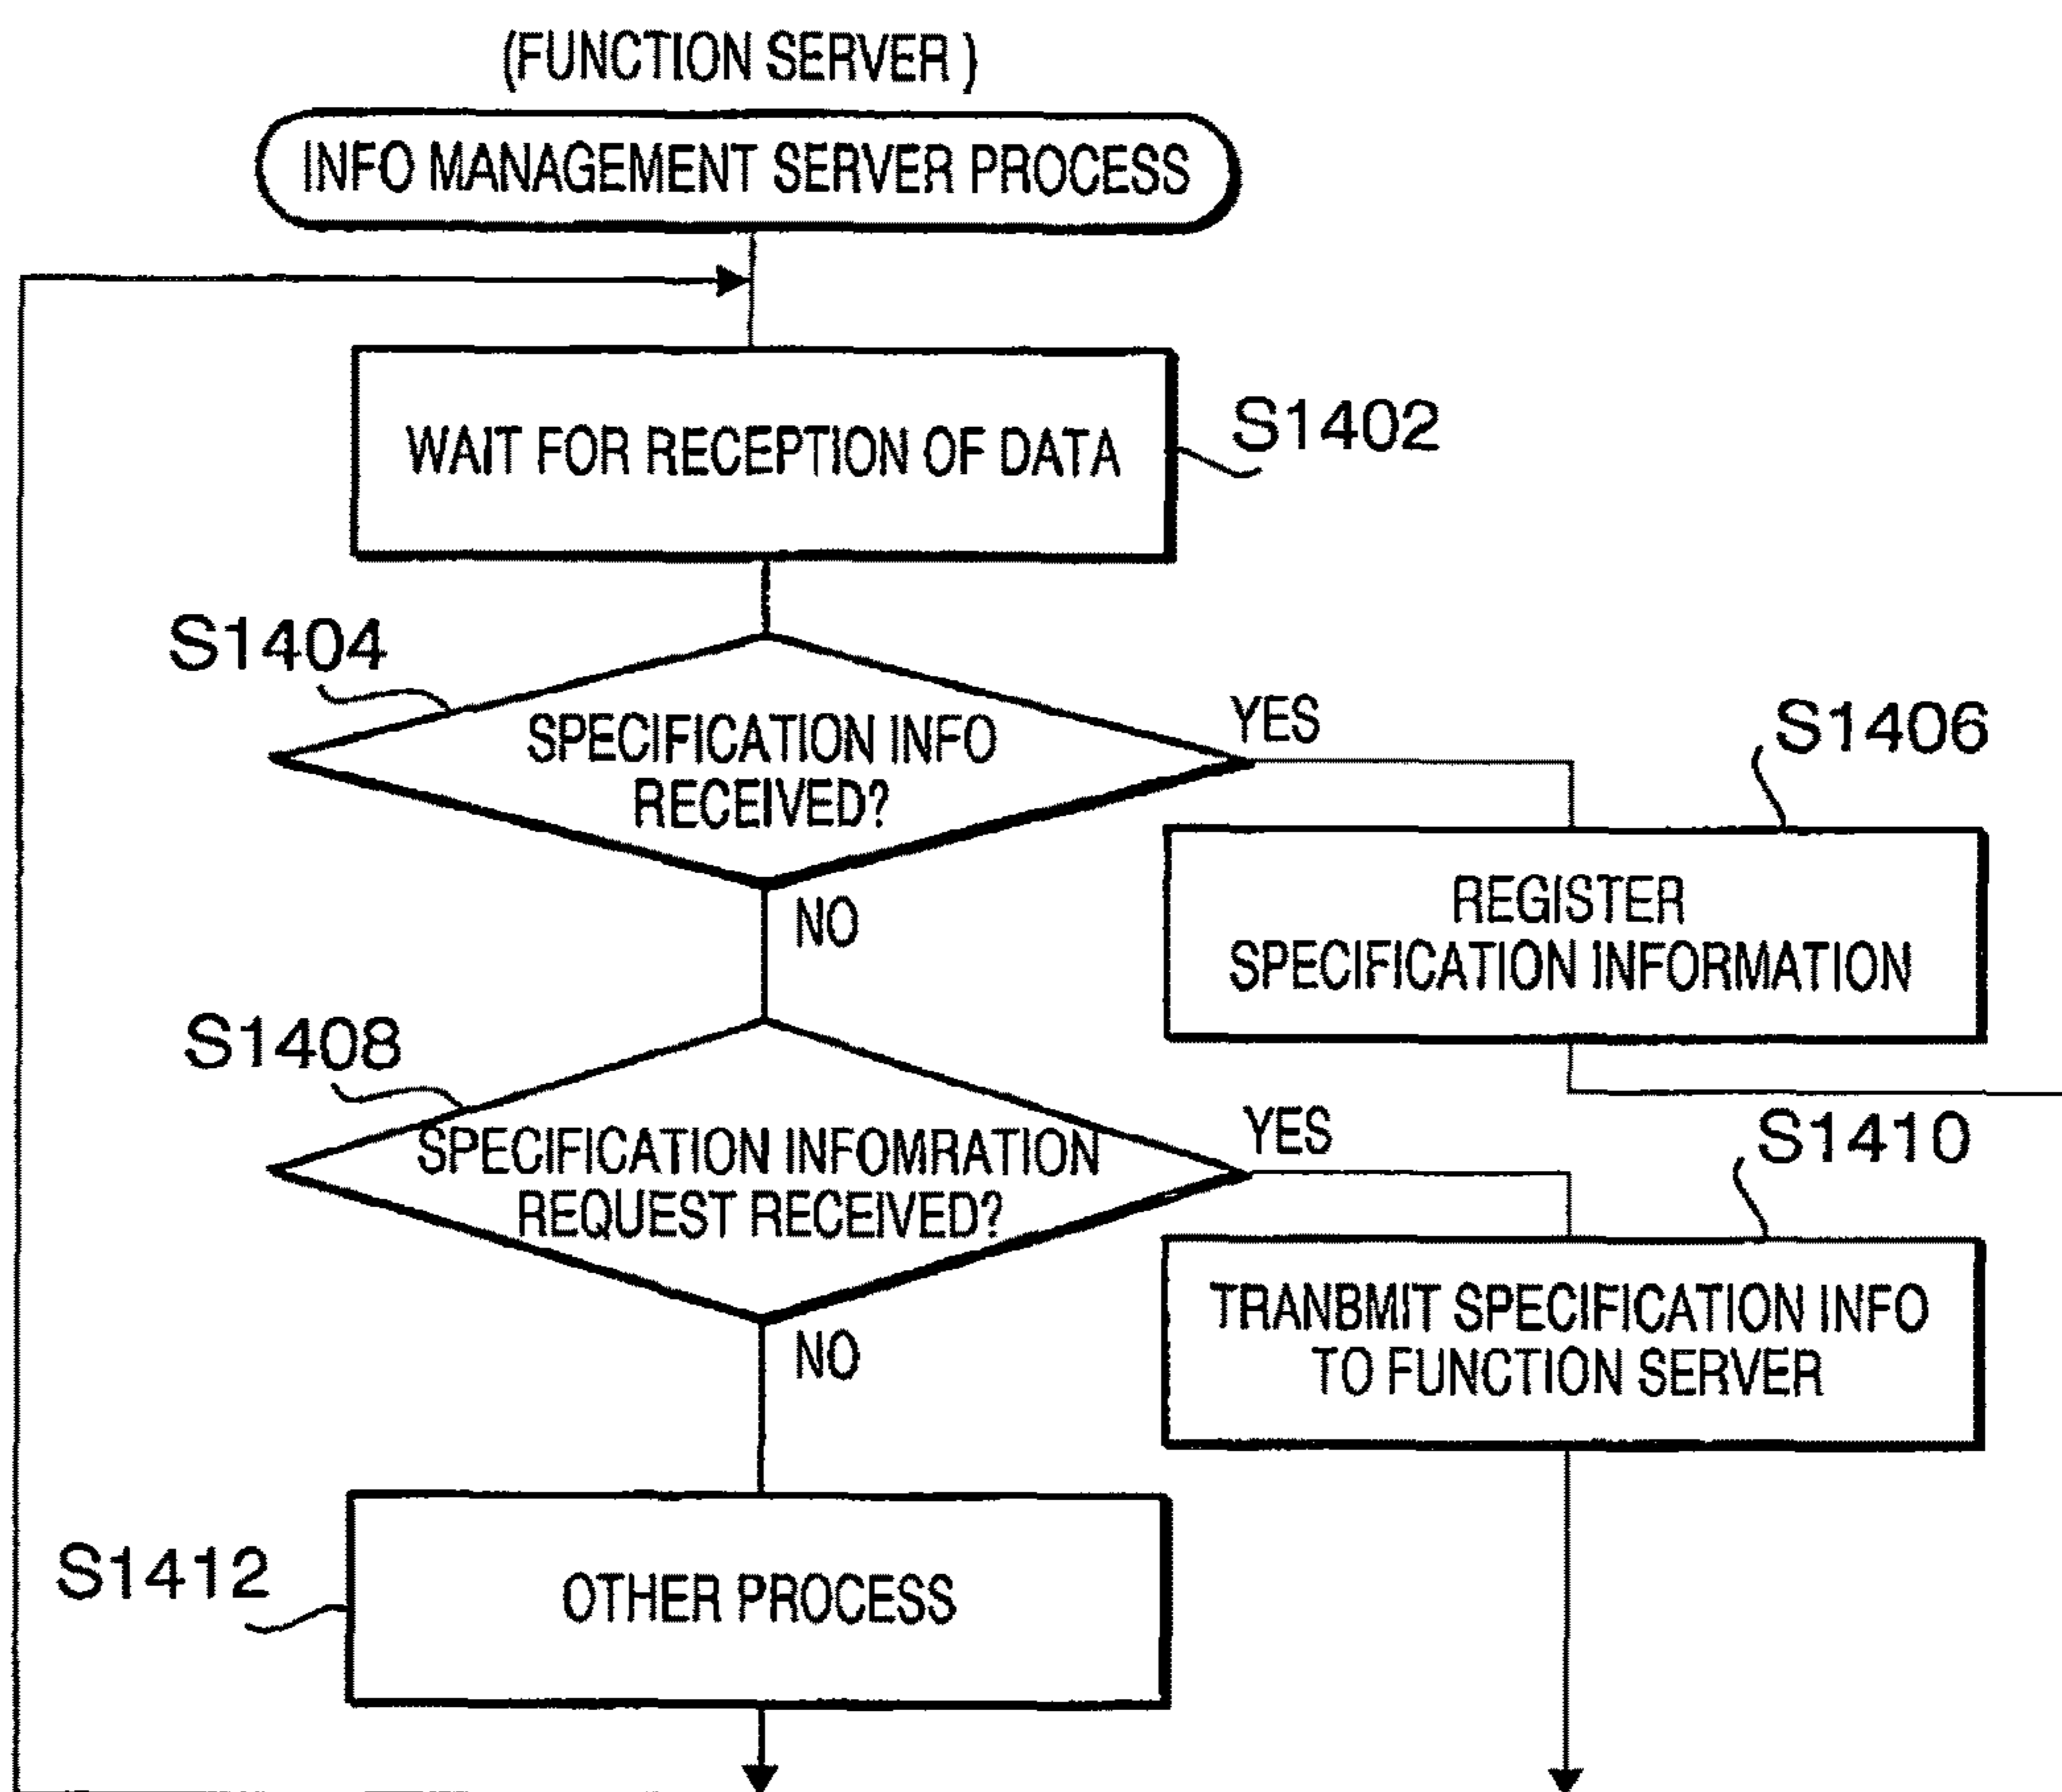 (FUNCTION SERVER )
INFO MANAGEMENT SERVER PROCESS
WAIT FOR RECEPTION OF DATA
S1402
S1404
SPECIFICATION INFO
RECEIVED?
YES
S1406
REGISTER
SPECIFICATION INFORMATION
NO
S1408
SPECIFICATION INFOMRATION
REQUEST RECEIVED?
YES
S1410
TRANBMIT SPECIFICATION INFO
TO FUNCTION SERVER
NO
S1412
OTHER PROCESS